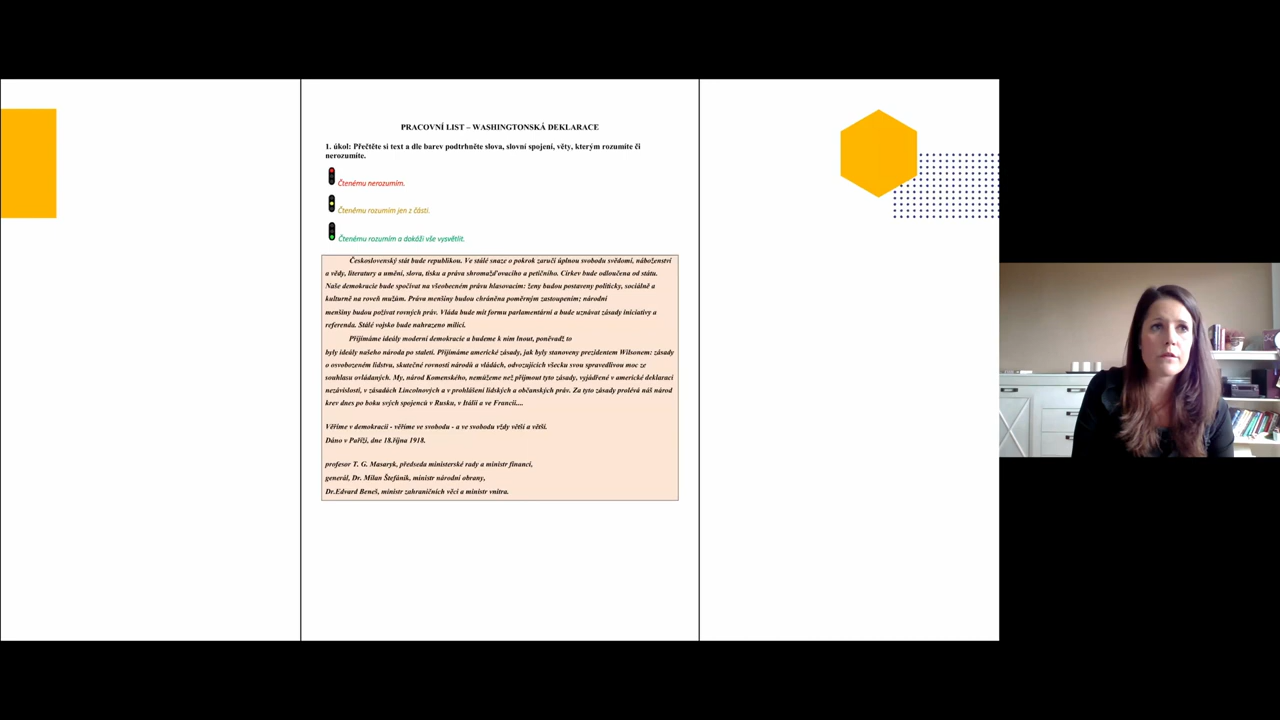 PRACOVNÍ LIST – WASHINGTONSKÁ DEKLARACE
1. úkol: Přečtěte si text a dle barev podtrhněte slova, slovní spojení, věty, kterým rozumíte či
nerozumíte.
Čtenému nerozumím.
Čtenému rozumím jen z části.
Čtenému rozumím a dokáži vše vysvětlit.
Československý stát bude republikou. Ve stálé snaze o pokrok zaručí úplnou svobodu svědomí, náboženství
a vědy, literatury a umění, slova, tisku a práva shromažďovacího a petičního. Církev bude odloučena od státu.
Naše demokracie bude spočívat na všeobecném právu hlasovacím: ženy budou postaveny politicky, sociálně a
kulturně na roveň mužům. Práva menšiny budou chráněna poměrným zastoupením; národní
menšiny budou požívat rovných práv. Vláda bude mít formu parlamentární a bude uznávat zásady iniciativy a
referenda. Stálé vojsko bude nahrazeno milicí.
Přijímáme ideály moderní demokracie a budeme k nim lnout, poněvadž to
byly ideály našeho národa po staletí. Přijímáme americké zásady, jak byly stanoveny prezidentem Wilsonem: zásady
o osvobozením lidstva, skutečné rovnosti národů a vládách, odvozujících všecku svou spravedlivou moc ze
souhlasu ovládaných. My, národ Komenského, nemůžeme než přijmout tyto zásady, vyjádřené v americké deklaraci
nezávislosti, v zásadách Lincolnových a v prohlášení lidských a občanských práv. Za tyto zásady prolévá náš národ
krev dnes po boku svých spojenců v Rusku, v Itálii a ve Francii....
Věříme v demokracii - věříme ve svobodu - a ve svobodu vždy větší a větší.
Dáno v Paříži, dne 18.října 1918.
profesor T. G. Masaryk, předseda ministerské rady a ministr financí,
generál, Dr. Milan Štefánik, ministr národní obrany,
Dr.Edvard Beneš, ministr zahraničních věcí a ministr vnitra.